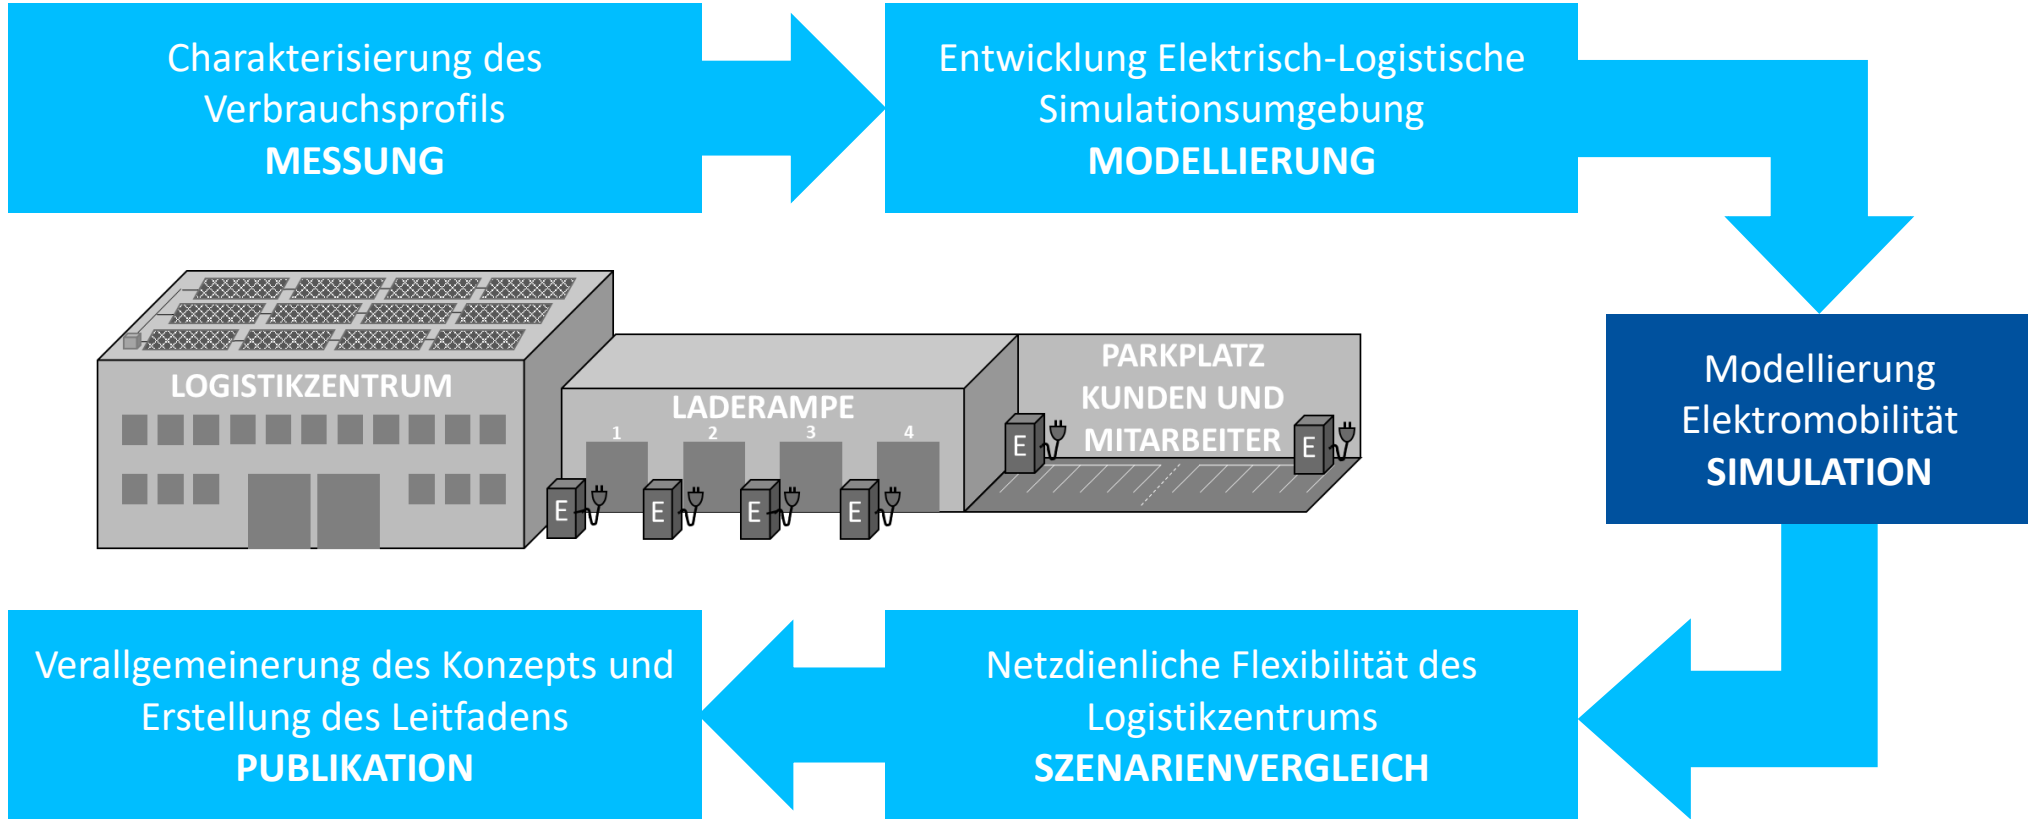 Charakterisierung des
Verbrauchsprofils
MESSUNG
Entwicklung Elektrisch-Logistische
Simulationsumgebung
MODELLIERUNG
LOGISTIKZENTRUM
LADERAMPE
1 2 3 4
E E E E
PARKPLATZ
KUNDEN UND
MITARBEITER
E E
Modellierung
Elektromobilität
SIMULATION
Netzdienliche Flexibilität des
Logistikzentrums
SZENARIENVERGLEICH
Verallgemeinerung des Konzepts und
Erstellung des Leitfadens
PUBLIKATION